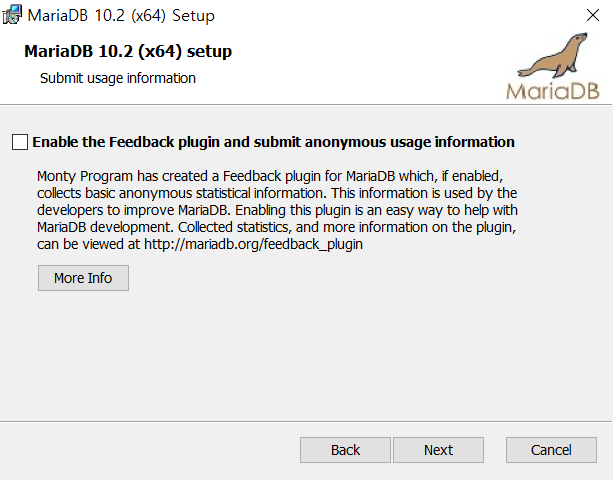 MariaDB 10.2 (x64) Setup
MariaDB 10.2 (x64) setup
Submit usage information
MariaDB
Enable the Feedback plugin and submit anonymous usage information
Monty Program has created a Feedback plugin for MariaDB which, if enabled,
collects basic anonymous statistical information. This information is used by the
developers to improve MariaDB. Enabling this plugin is an easy way to help with
MariaDB development. Collected statistics, and more information on the plugin,
can be viewed at http://mariadb.org/feedback_plugin
More Info
Back
Next
Cancel